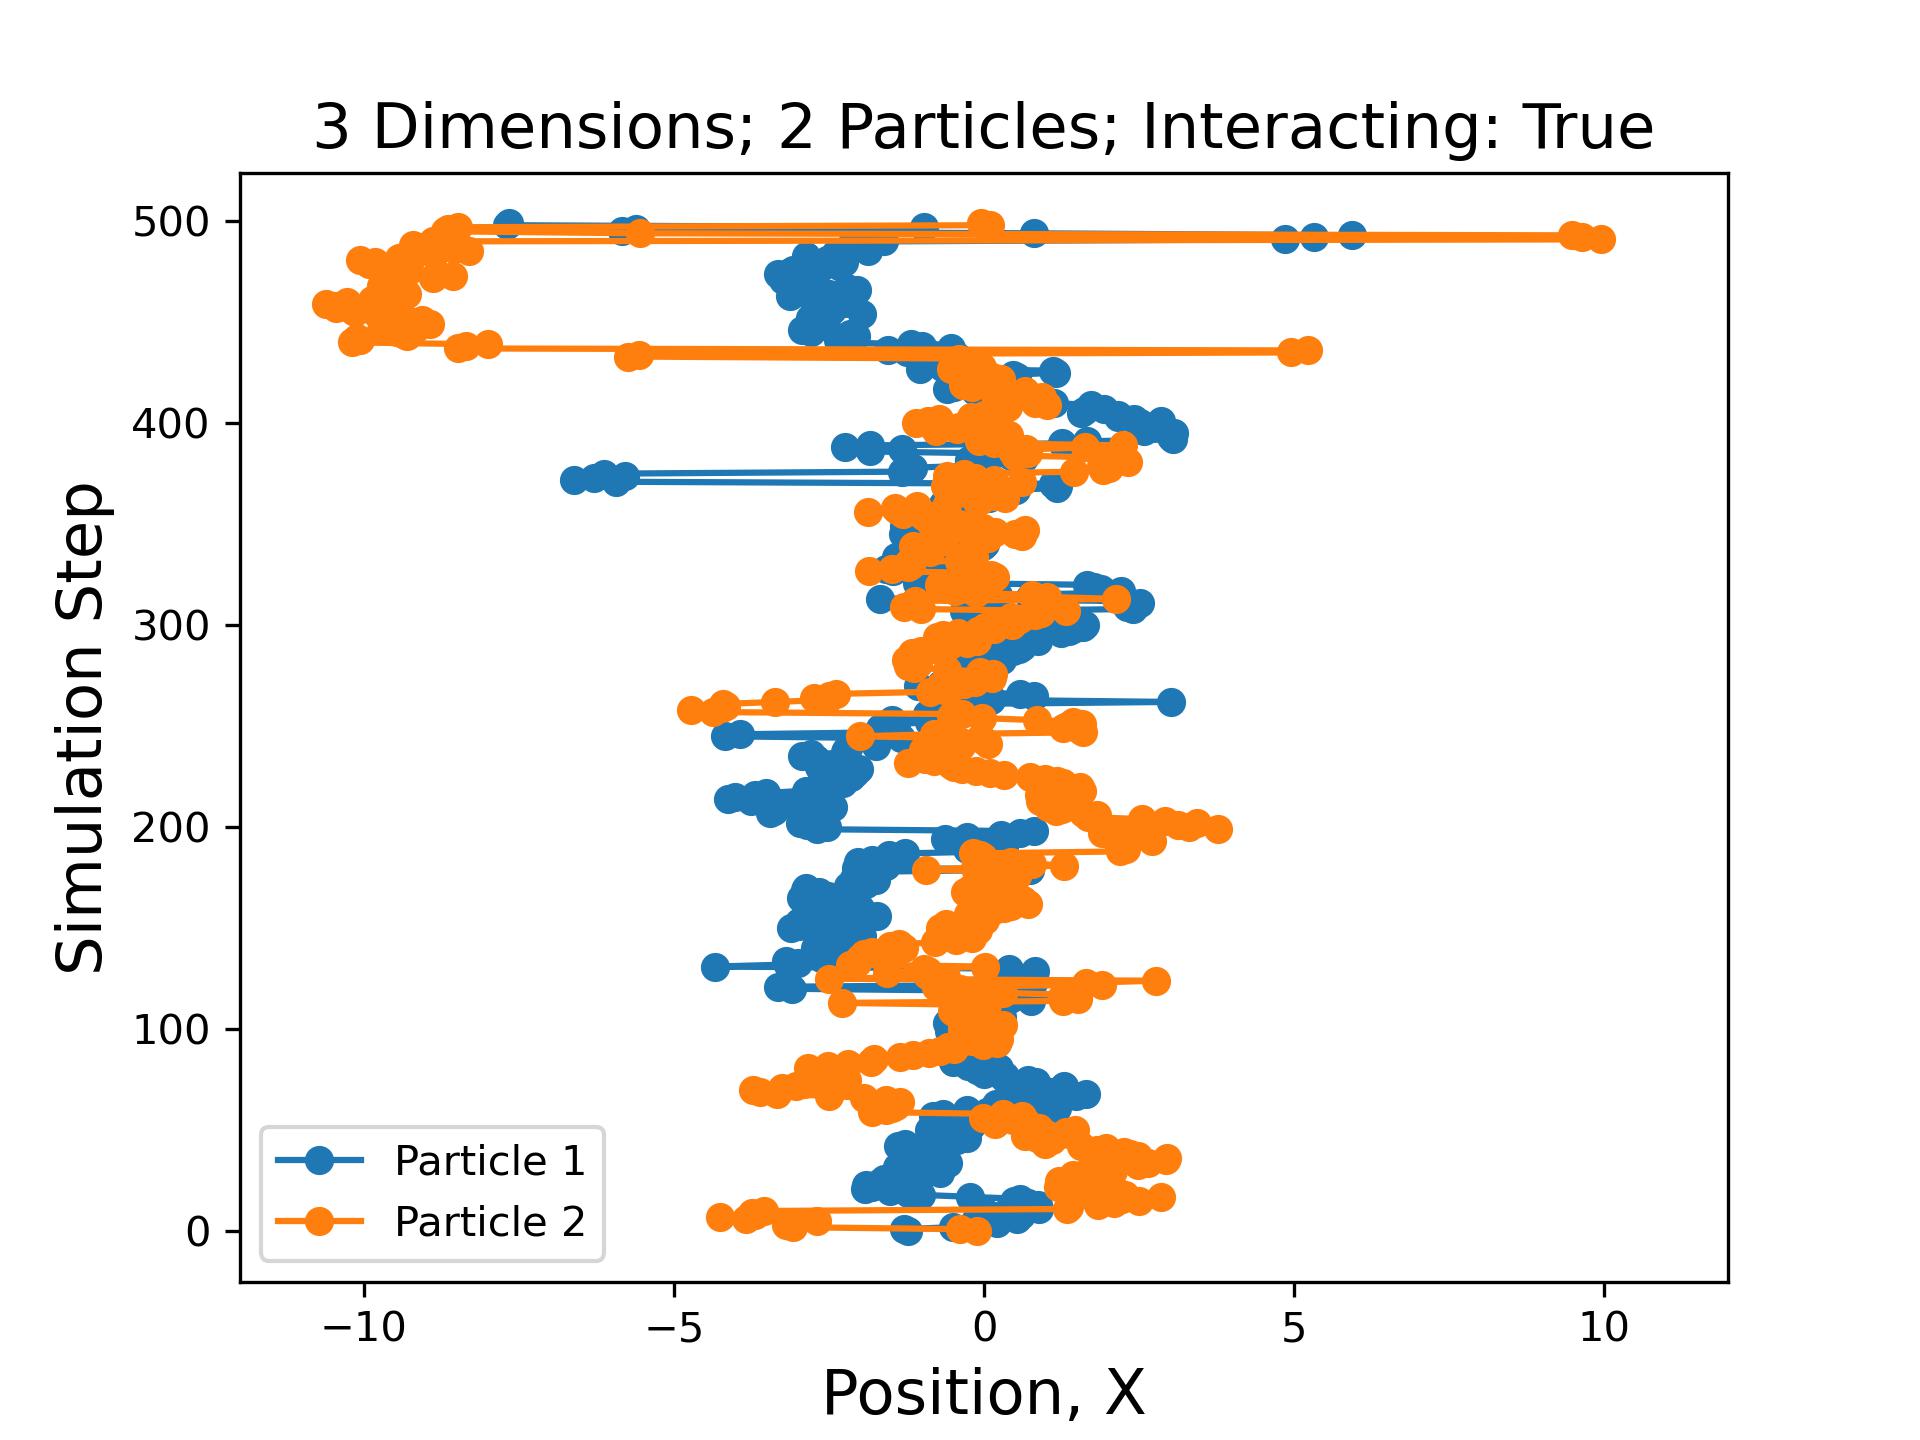 3 Dimensions; 2 Particles; Interacting: True
500
400
300
200
100
0
Simulation Step
Particle 1
Particle 2
−10
−5
0
5
10
Position, X